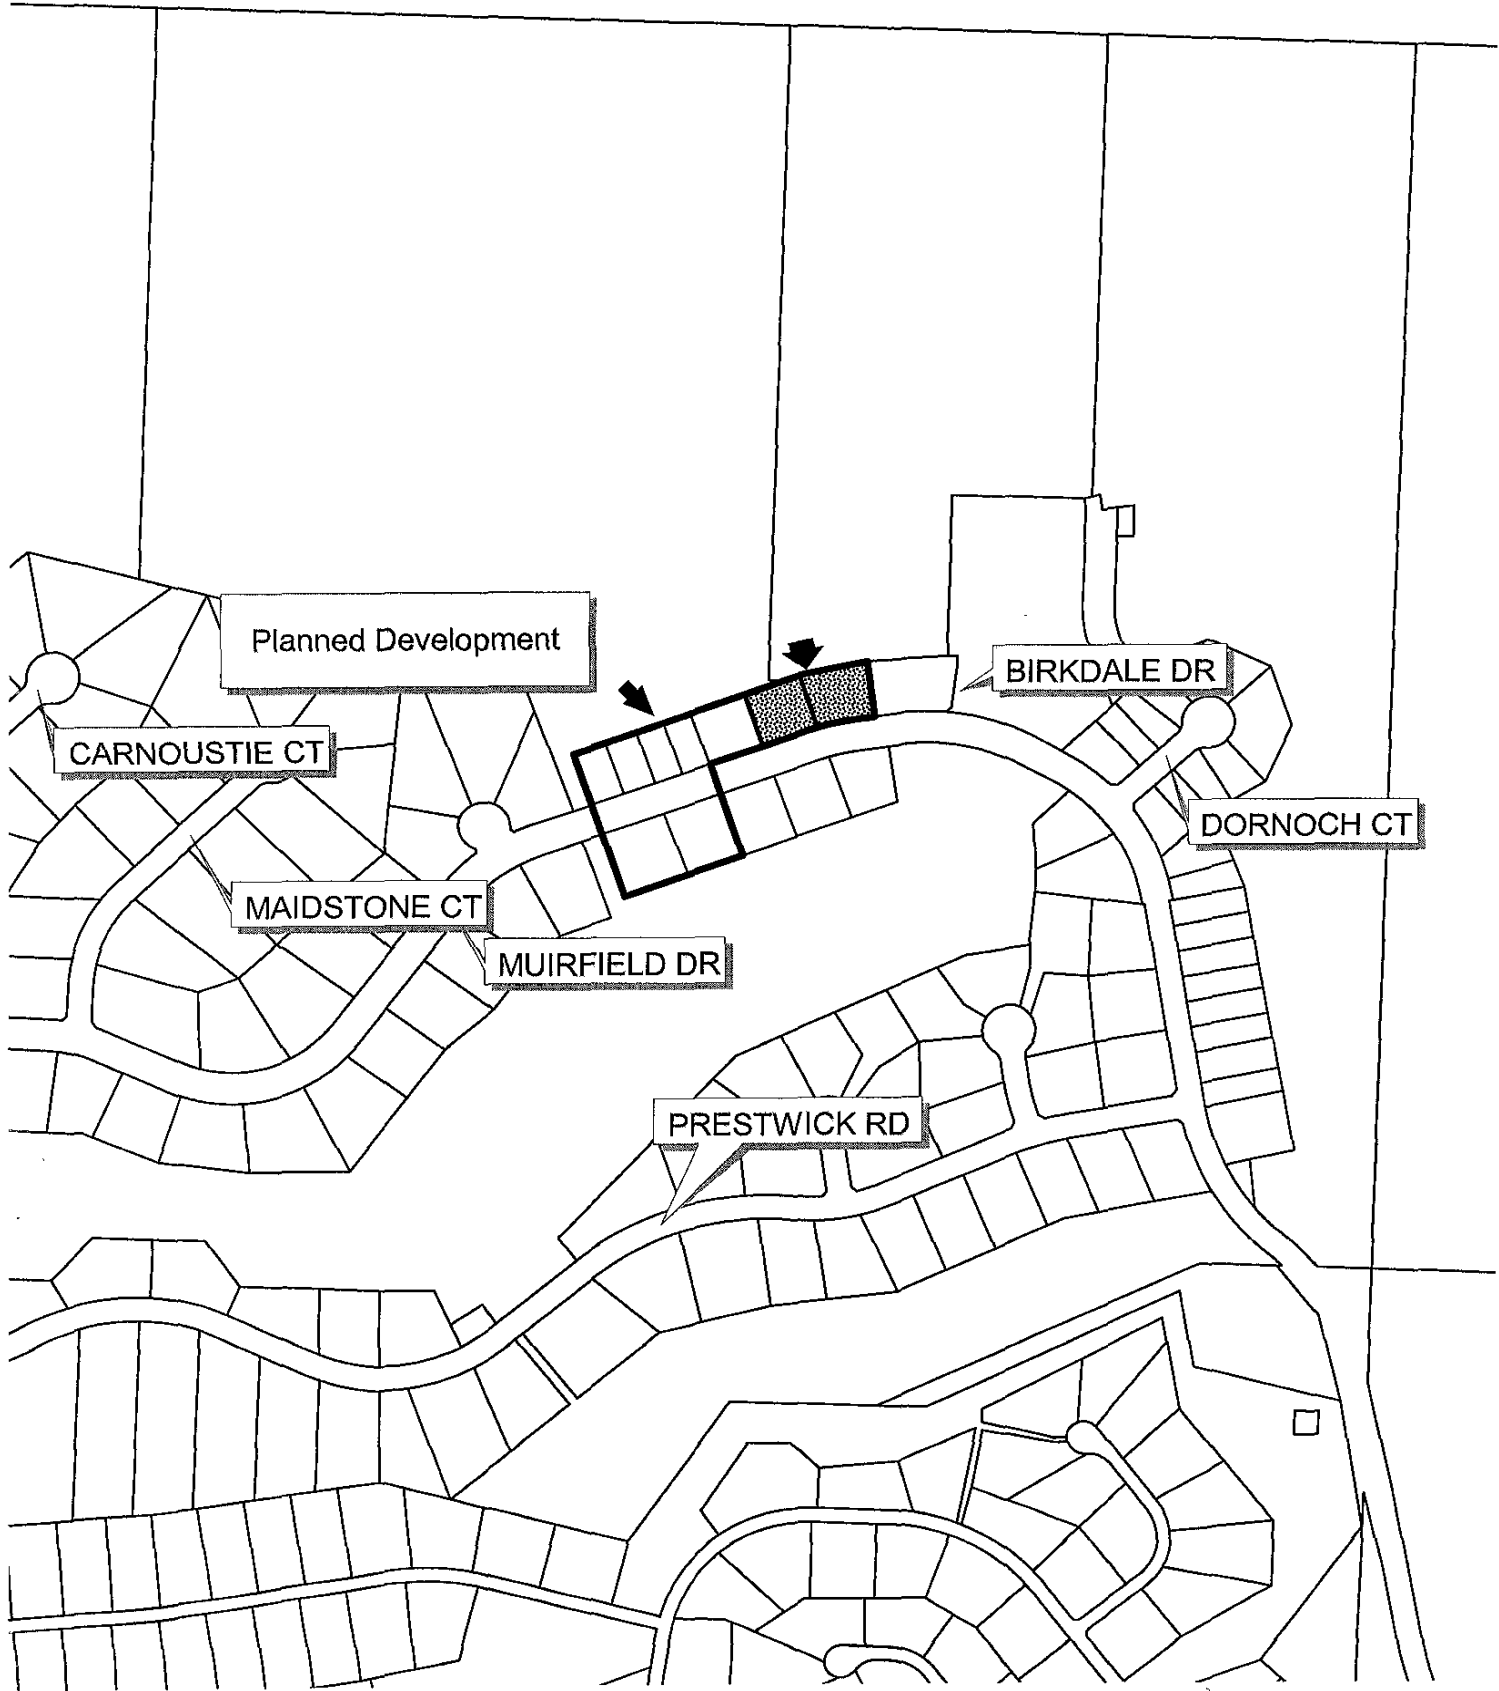 Planned Development
BIRKDALE DR
CARNOUSTIE CT
DORNOCH CT
MAIDSTONE CT
MUIRFIELD DR
PRESTWICK RD